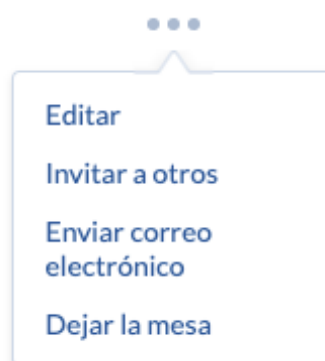 Editar
Invitar a otros
Enviar correo
electrónico
Dejar la mesa